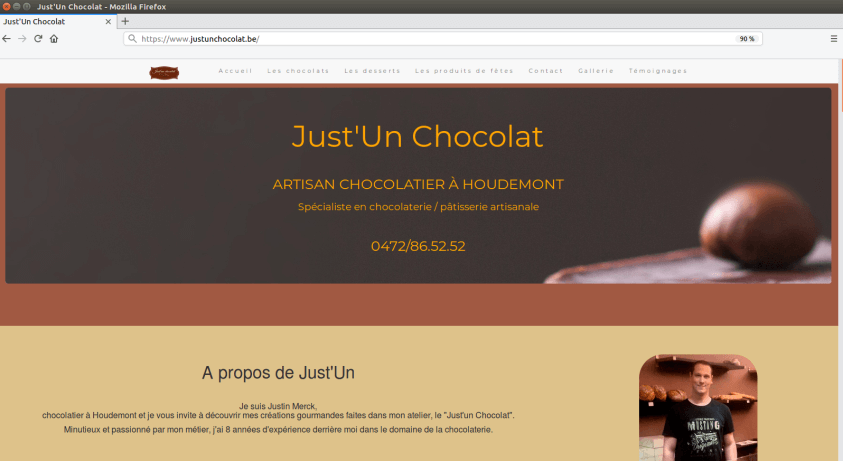 Just'Un Chocolat - Mozilla Firefox
Just'Un Chocolat
https://www.justunchocolat.be/
90 %
Accueil Les chocolats Les desserts Les produits de fêtes Contact Gallerie Témoignages
Just'Un Chocolat
ARTISAN CHOCOLATIER À HOUDEMONT
Spécialiste en chocolaterie / pâtisserie artisanale
0472/86.52.52
A propos de Just'Un
Je suis Justin Merck,
chocolatier à Houdemont et je vous invite à découvrir mes créations gourmandes faites dans mon atelier, le "Just'un Chocolat".
Minutieux et passionné par mon métier, j'ai 8 années d'expérience derrière moi dans le domaine de la chocolaterie.
MUSTANG